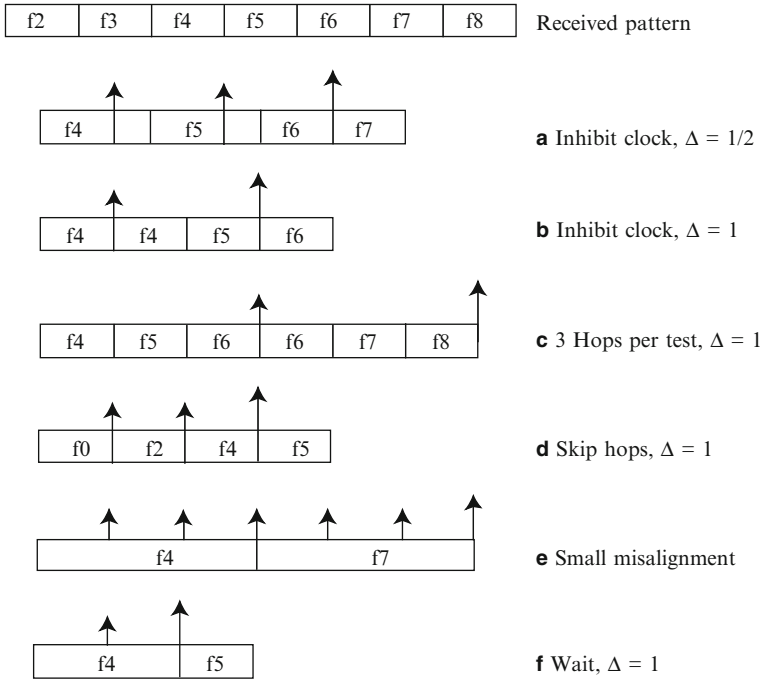 f2 f3 f4 f5 f6 f7 f8 Received pattern
f4 f5 f6 f7 a Inhibit clock, Δ = 1/2
f4 f4 f5 f6 b Inhibit clock, Δ = 1
f4 f5 f6 f6 f7 f8 c 3 Hops per test, Δ = 1
f0 f2 f4 f5 d Skip hops, Δ = 1
f4 f7 e Small misalignment
f4 f5 f Wait, Δ = 1